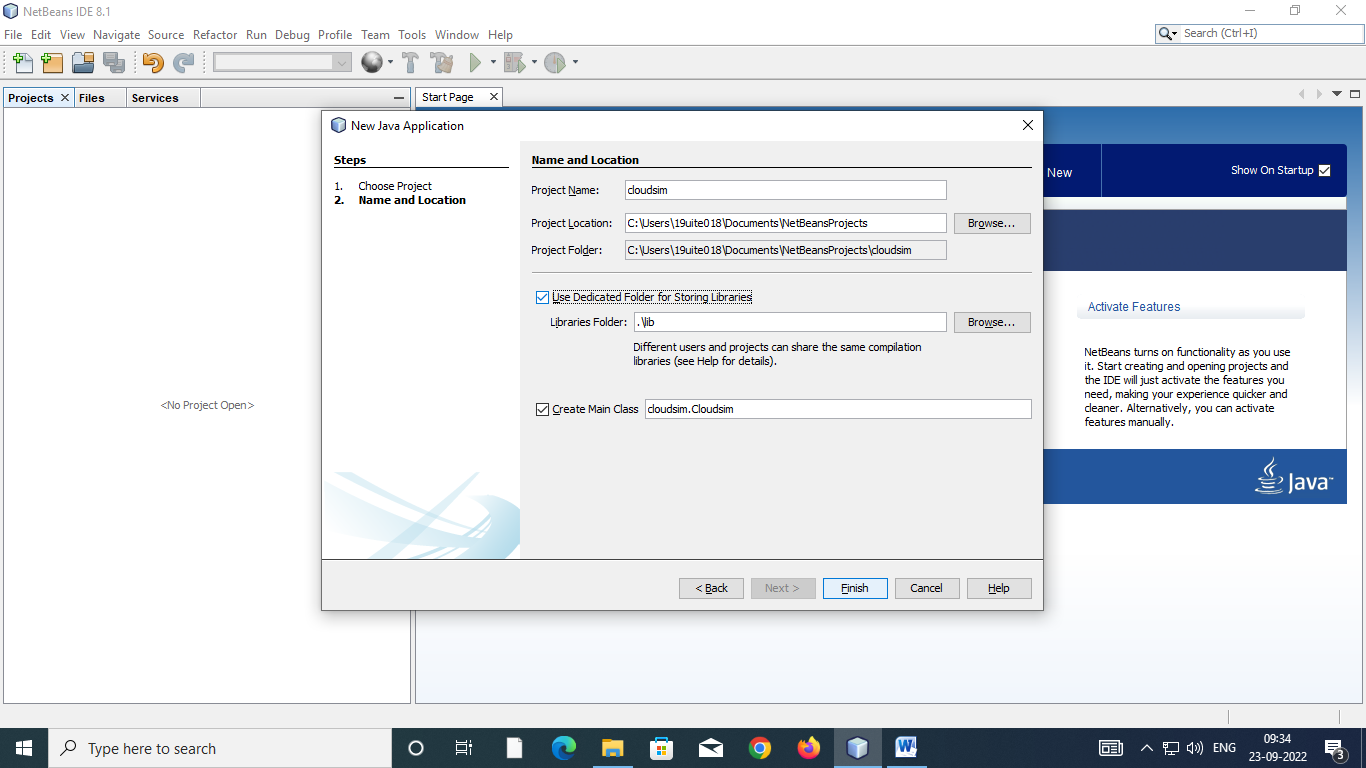 NetBeans IDE 8.1
File Edit View Navigate Source Refactor Run Debug Profile Team Tools Window Help
Search (Ctrl+I)
Projects Files Services
Start Page
New Java Application
Steps
1. Choose Project
2. Name and Location
Name and Location
Project Name: cloudsim
Project Location: C:\Users\19uite018\Documents\NetBeansProjects Browse...
Project Folder: C:\Users\19uite018\Documents\NetBeansProjects\cloudsim
Use Dedicated Folder for Storing Libraries
Libraries Folder: .\lib Browse...
Different users and projects can share the same compilation
libraries (see Help for details).
Create Main Class cloudsim.Cloudsim
< Back Next > Finish Cancel Help
<No Project Open>
New
Show On Startup
Activate Features
NetBeans turns on functionality as you use
it. Start creating and opening projects and
the IDE will just activate the features you
need, making your experience quicker and
cleaner. Alternatively, you can activate
features manually.
Java™
Type here to search
ENG
09:34
23-09-2022
3